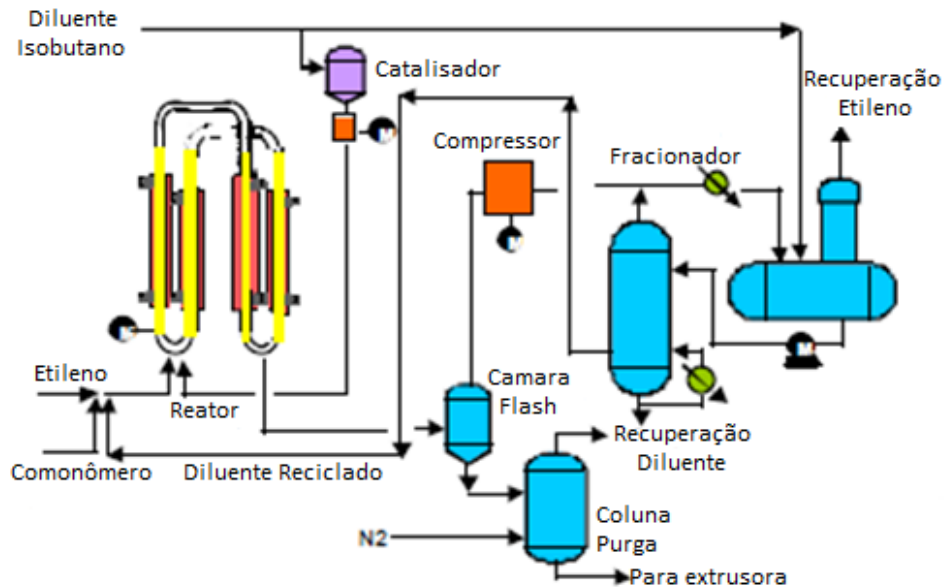 Diluente
Isobutano
Catalisador
Recuperação
Etileno
Compressor
Fracionador
Etileno
Reator
Camara
Flash
Comonômero
Diluente Reciclado
Recuperação
Diluente
N2
Coluna
Purga
Para extrusora